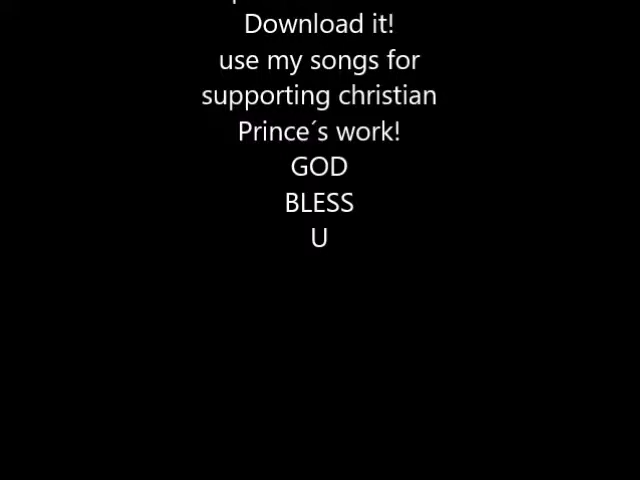 Download it!
use my songs for
supporting christian
Prince´s work!
GOD
BLESS
U